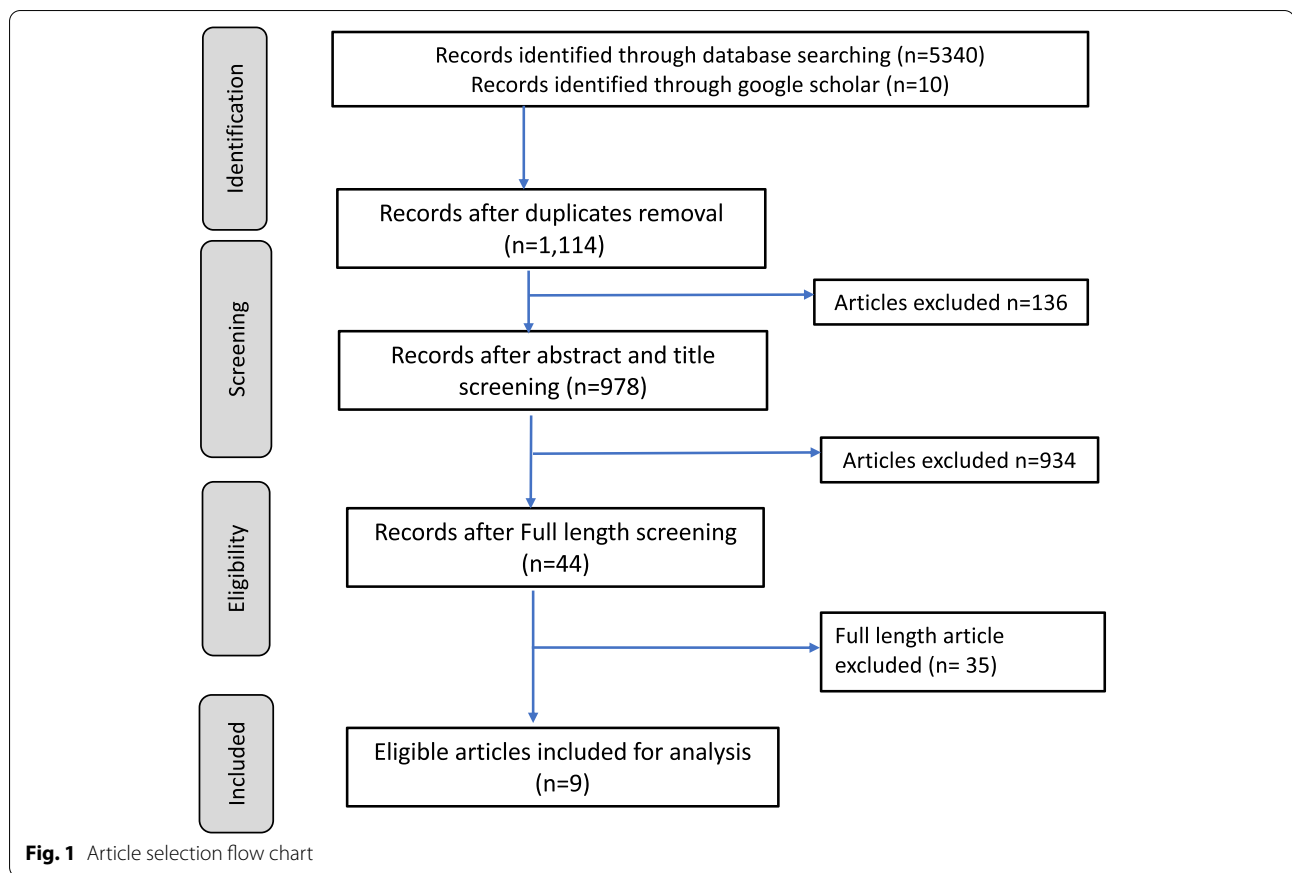 Identification
Records identified through database searching (n=5340)
Records identified through google scholar (n=10)
Records after duplicates removal
(n=1,114)
Screening
Articles excluded n=136
Records after abstract and title
screening (n=978)
Articles excluded n=934
Eligibility
Records after Full length screening
(n=44)
Full length article
excluded (n= 35)
Included
Eligible articles included for analysis
(n=9)
Fig. 1 Article selection flow chart